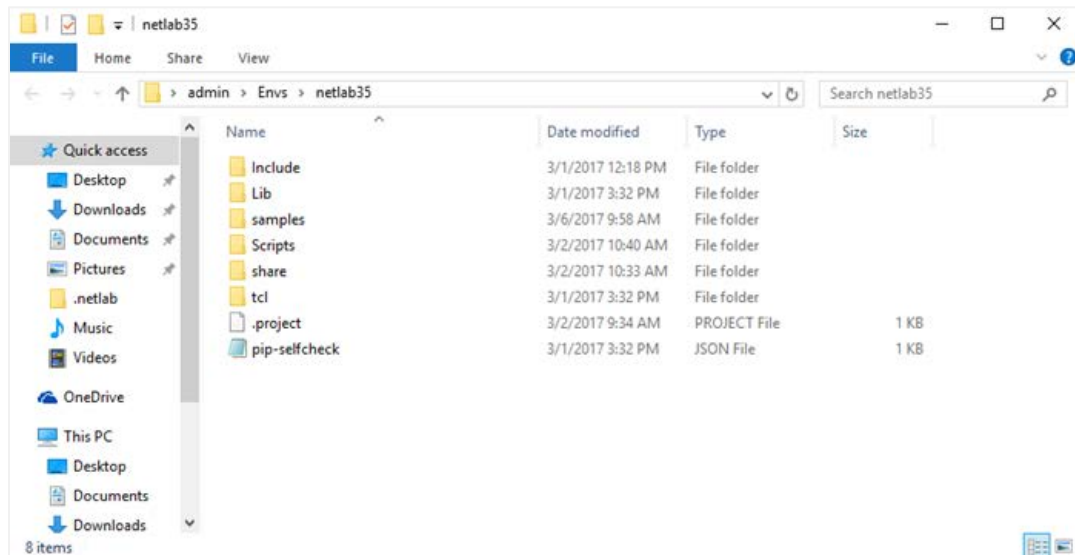 netlab35
File Home Share View
admin > Envs > netlab35
Search netlab35
Name Date modified Type Size
Quick access
Desktop
Downloads
Documents
Pictures
.netlab
Music
Videos
OneDrive
This PC
Desktop
Documents
Downloads
Include 3/1/2017 12:18 PM File folder
Lib 3/1/2017 3:32 PM File folder
samples 3/6/2017 9:58 AM File folder
Scripts 3/2/2017 10:40 AM File folder
share 3/2/2017 10:33 AM File folder
tcl 3/1/2017 3:32 PM File folder
.project 3/2/2017 9:34 AM PROJECT File 1 KB
pip-selfcheck 3/1/2017 3:32 PM JSON File 1 KB
8 items